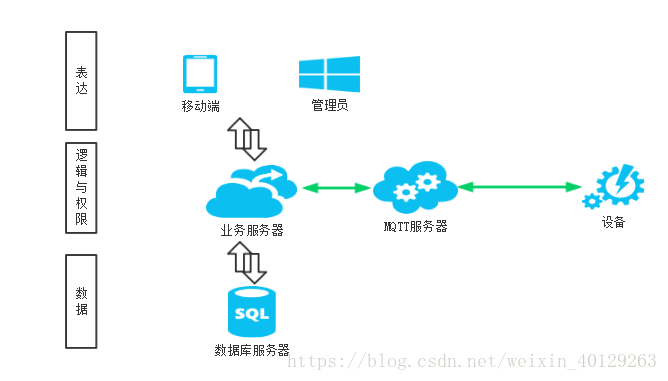 表达
移动端
管理员
逻辑与权限
业务服务器
MQTT服务器
设备
数据
SQL
数据库服务器
https://blog.csdn.net/weixin_40129263